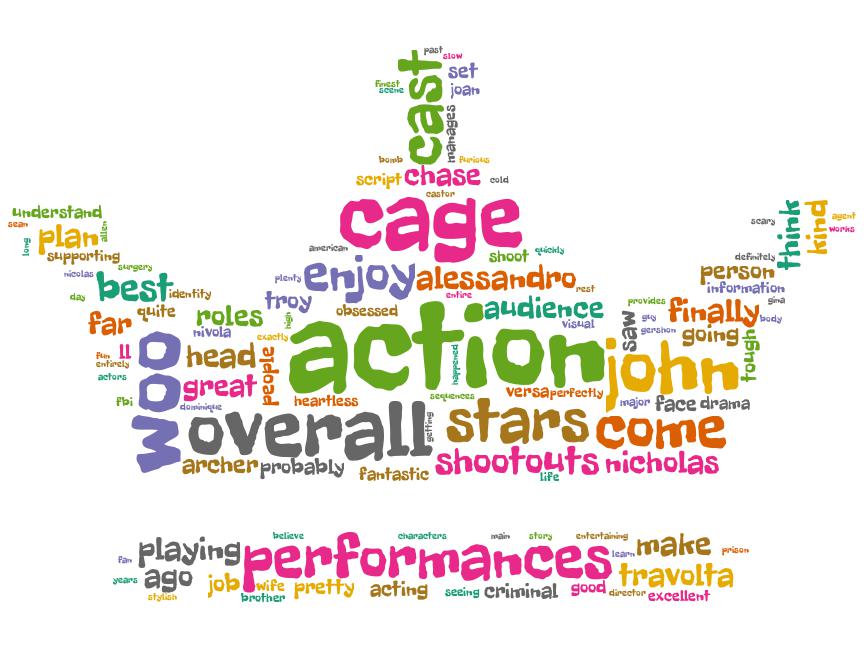 past
slow
cast
set
finest
scene
joan
manages
bomb
furious
script
chase
cold
castor
cage
understand
sean
long
plan
allen
supporting
nicolas
surgery
day
best
identity
american
shoot
quickly
plenty
enjoy
alessandro
rest
entire
troy
obsessed
audience
visual
scary
think
kind
agent
works
definitely
person
information
gina
provides
guy
finally
body
gershon
going
saw
tough
far
quite
roles
nivola
high
exactly
action
happened
john
fun
ll
entirely
woo
head
people
actors
great
fbi
dominique
heartless
sequences
versa
perfectly
major
face
drama
overall
getting
stars
come
archer
probably
fantastic
shootouts
nicholas
life
believe
characters
main
story
entertaining
fan
playing
performances
learn
make
prison
years
ago
job
wife
pretty
acting
seeing
criminal
good
travolta
stylish
brother
director
excellent